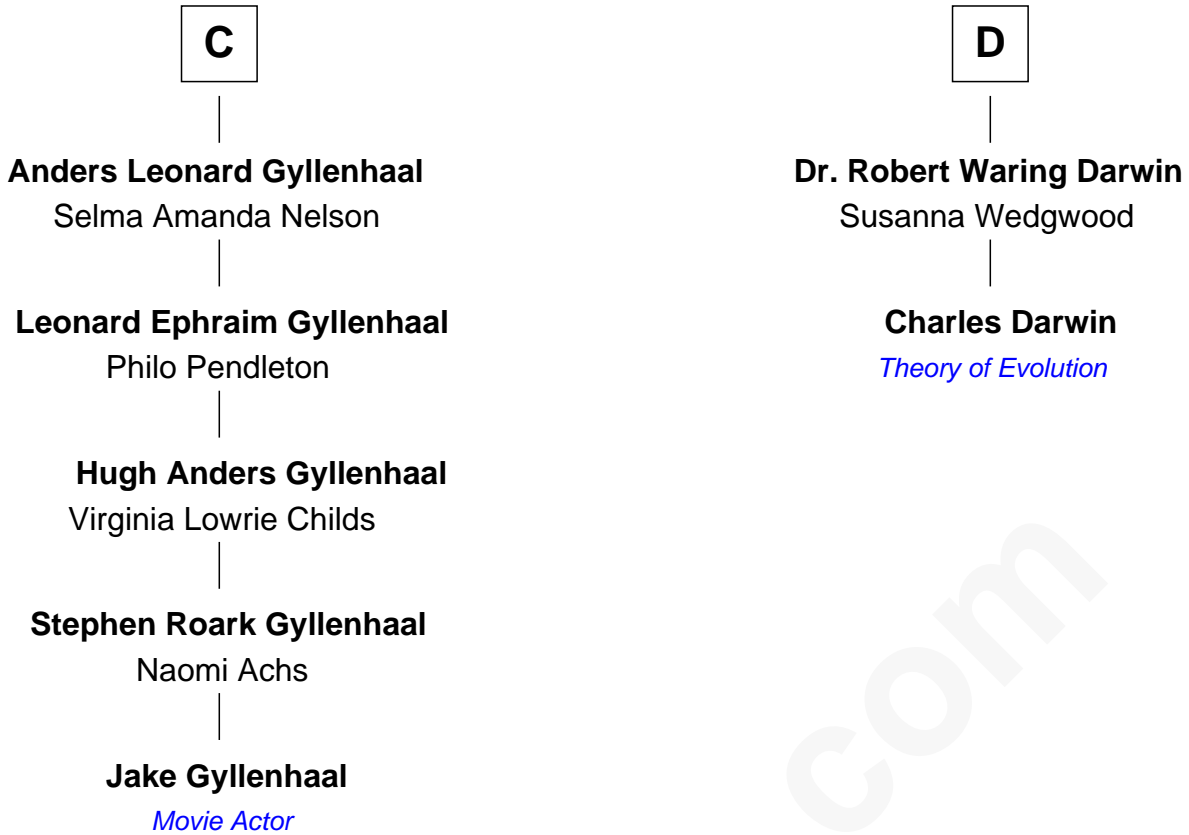 C
Anders Leonard Gyllenhaal
Selma Amanda Nelson
Leonard Ephraim Gyllenhaal
Philo Pendleton
Hugh Anders Gyllenhaal
Virginia Lowrie Childs
Stephen Roark Gyllenhaal
Naomi Achs
Jake Gyllenhaal
Movie Actor
D
Dr. Robert Waring Darwin
Susanna Wedgwood
Charles Darwin
Theory of Evolution
com